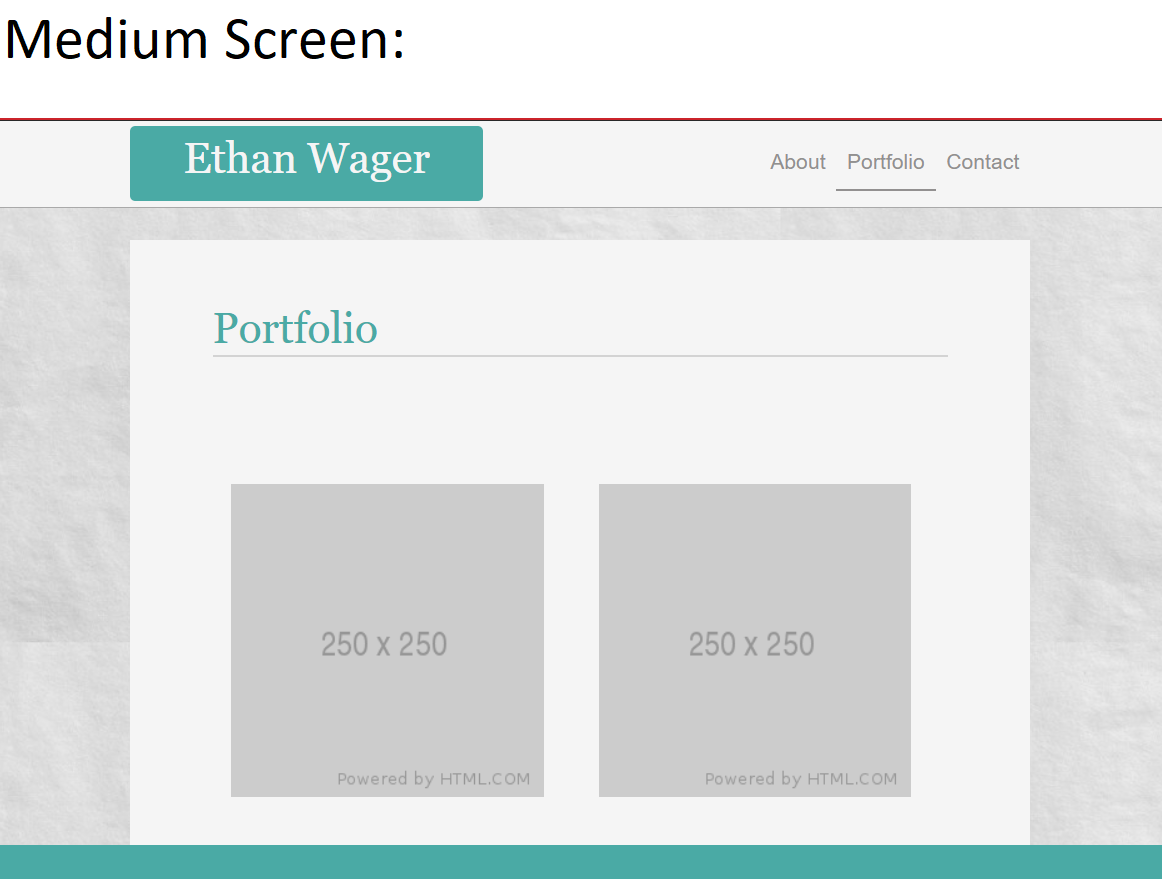 Medium Screen:
Ethan Wager
About Portfolio Contact
Portfolio
250 x 250 250 x 250
Powered by HTML.COM Powered by HTML.COM